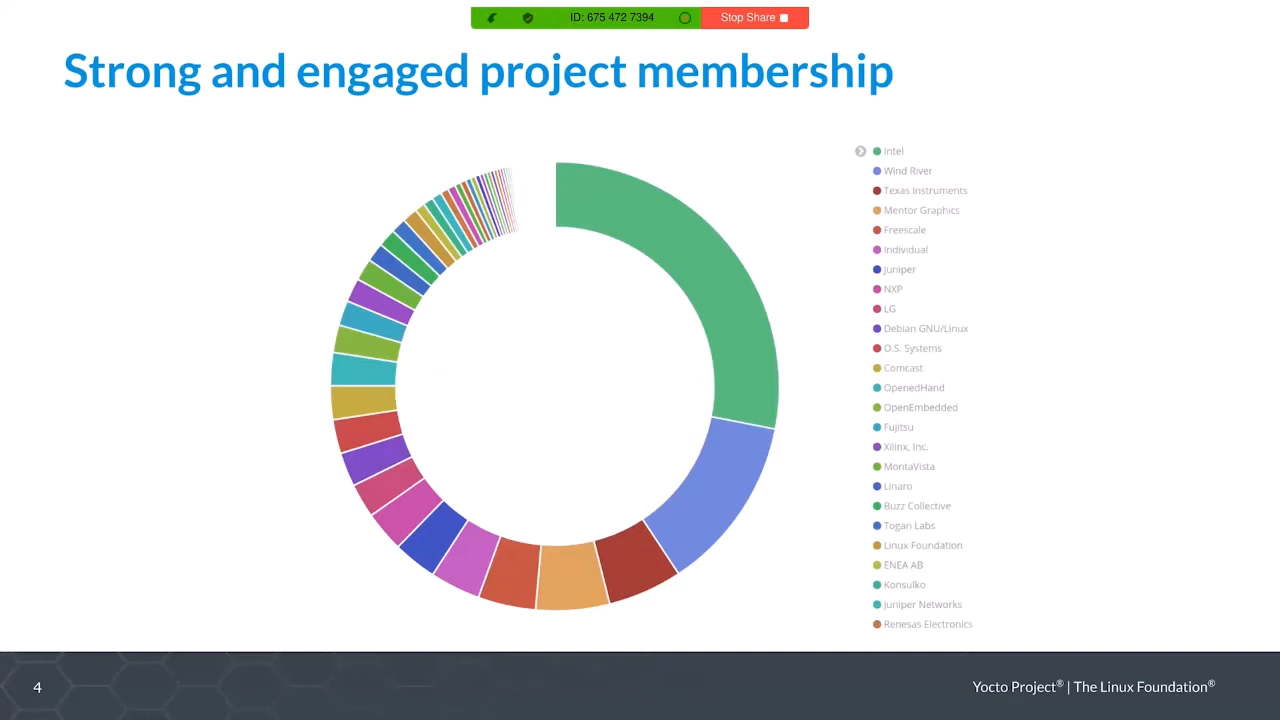 ID: 675 472 7394
Stop Share
Strong and engaged project membership
Intel
Wind River
Texas Instruments
Mentor Graphics
Freescale
Individual
Juniper
NXP
LG
Debian GNU/Linux
O.S. Systems
Comcast
OpenedHand
OpenEmbedded
Fujitsu
Xilinx, Inc.
MontaVista
Linaro
Buzz Collective
Togan Labs
Linux Foundation
ENEA AB
Konsulko
Juniper Networks
Renesas Electronics
4
Yocto Project® | The Linux Foundation®